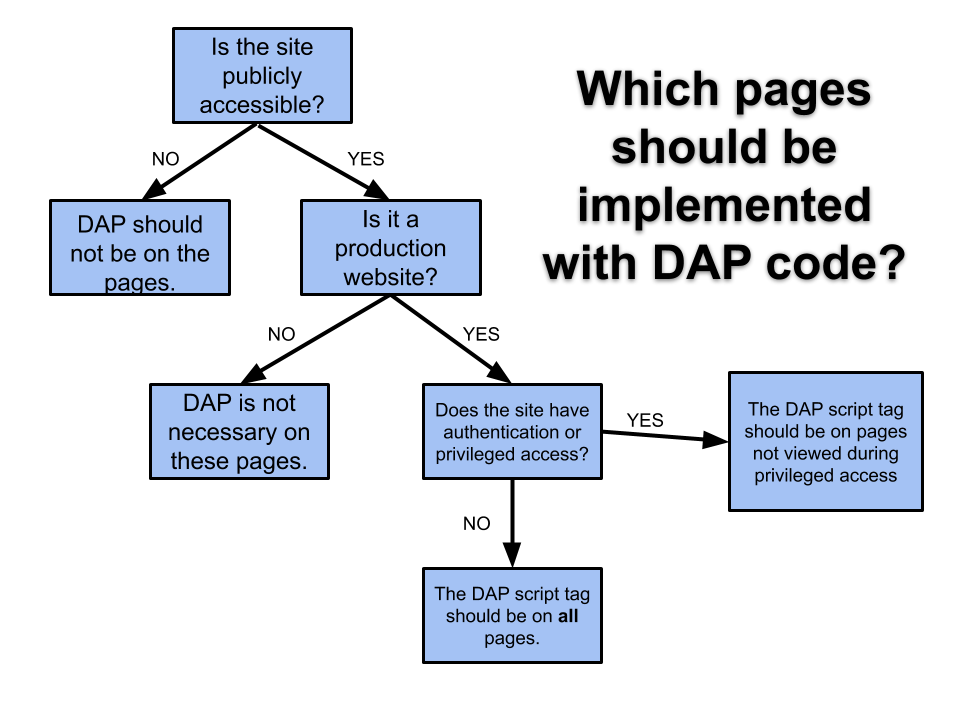 Is the site
publicly
accessible?
Which pages
should be
implemented
with DAP code?
NO
YES
DAP should
not be on the
pages.
Is it a
production
website?
NO
YES
DAP is not
necessary on
these pages.
Does the site have
authentication or
privileged access?
YES
The DAP script tag
should be on pages
not viewed during
privileged access
NO
The DAP script tag
should be on all
pages.